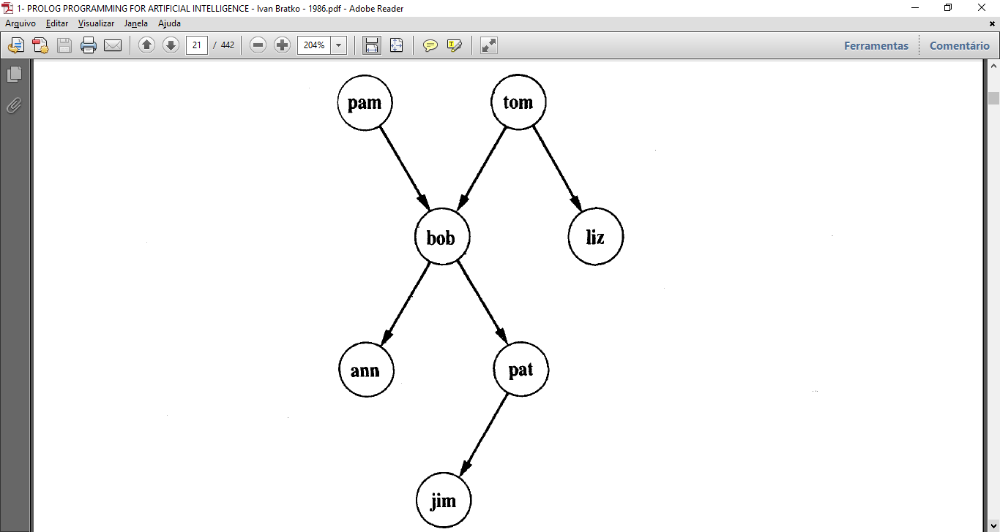 1- PROLOG PROGRAMMING FOR ARTIFICIAL INTELLIGENCE - Ivan Bratko - 1986.pdf - Adobe Reader
Arquivo Editar Visualizar Janela Ajuda
21 / 442 204% Ferramentas Comentário
pam tom
bob liz
ann pat
jim